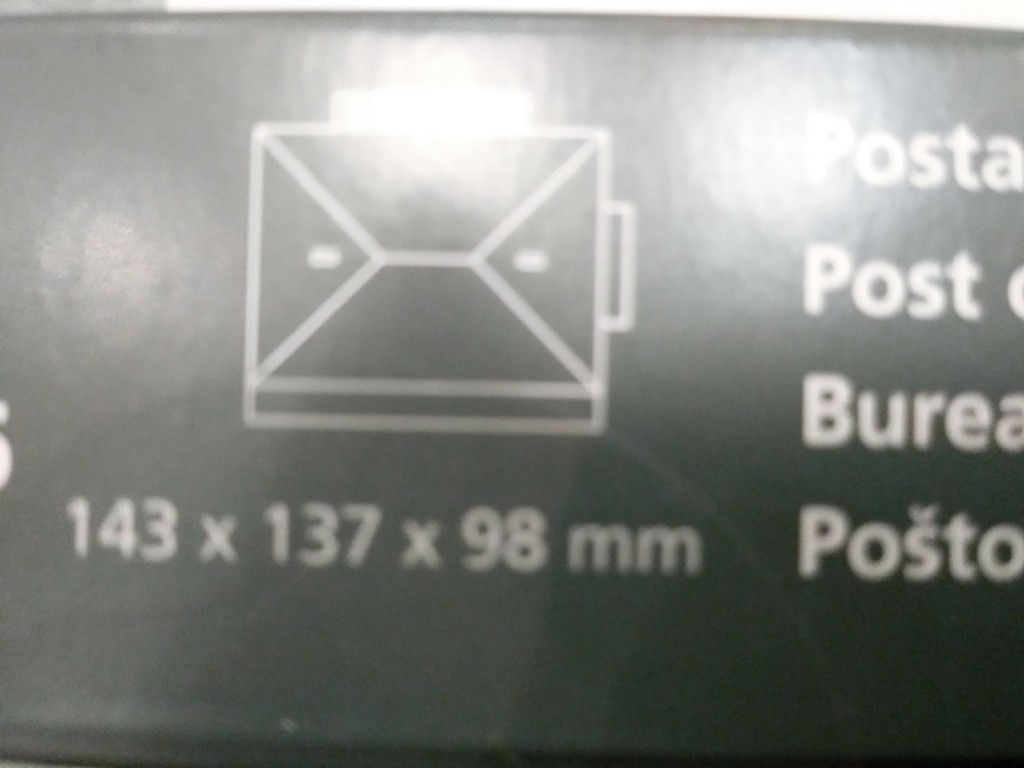 Posta
Post
Burea
Pošto
143 x 137 x 98 mm